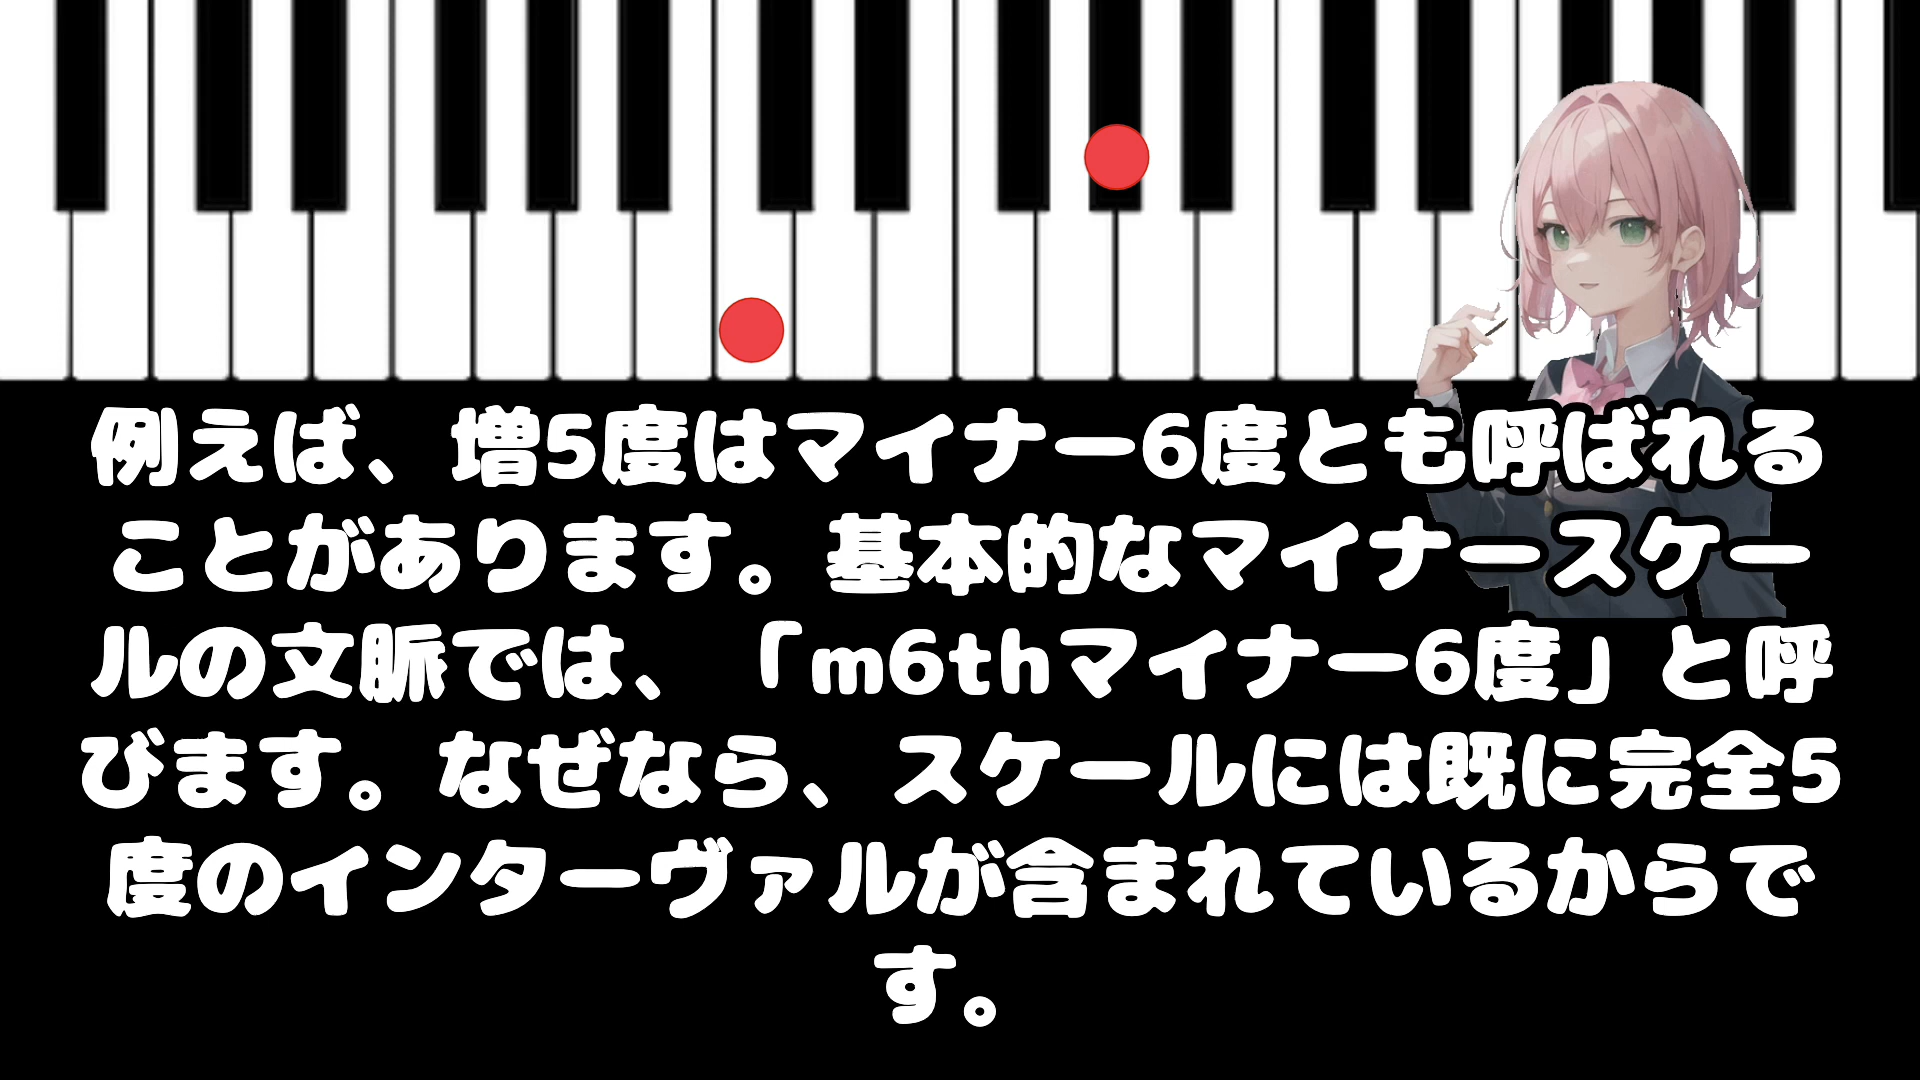 例えば、増5度はマイナー6度とも呼ばれる
ことがあります。基本的なマイナースケー
ルの文脈では、「m6thマイナー6度」と呼
びます。なぜなら、スケールには既に完全5
度のインターヴァルが含まれているからで
す。